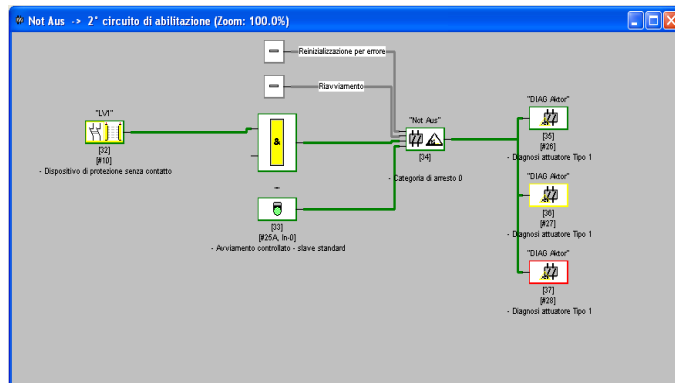 Not Aus -> 2° circuito di abilitazione (Zoom: 100.0%)
Reinizializzazione per errore
Riavviamento
"LVI"
[32]
[#10]
- Dispositivo di protezione senza contatto
&
"Not Aus"
[34]
- Categoria di arresto 0
[33]
[#25A, In-0]
- Avviamento controllato - slave standard
"DIAG Aktor"
[35]
[#26]
- Diagnosi attuatore Tipo 1
"DIAG Aktor"
[36]
[#27]
- Diagnosi attuatore Tipo 1
"DIAG Aktor"
[37]
[#28]
- Diagnosi attuatore Tipo 1